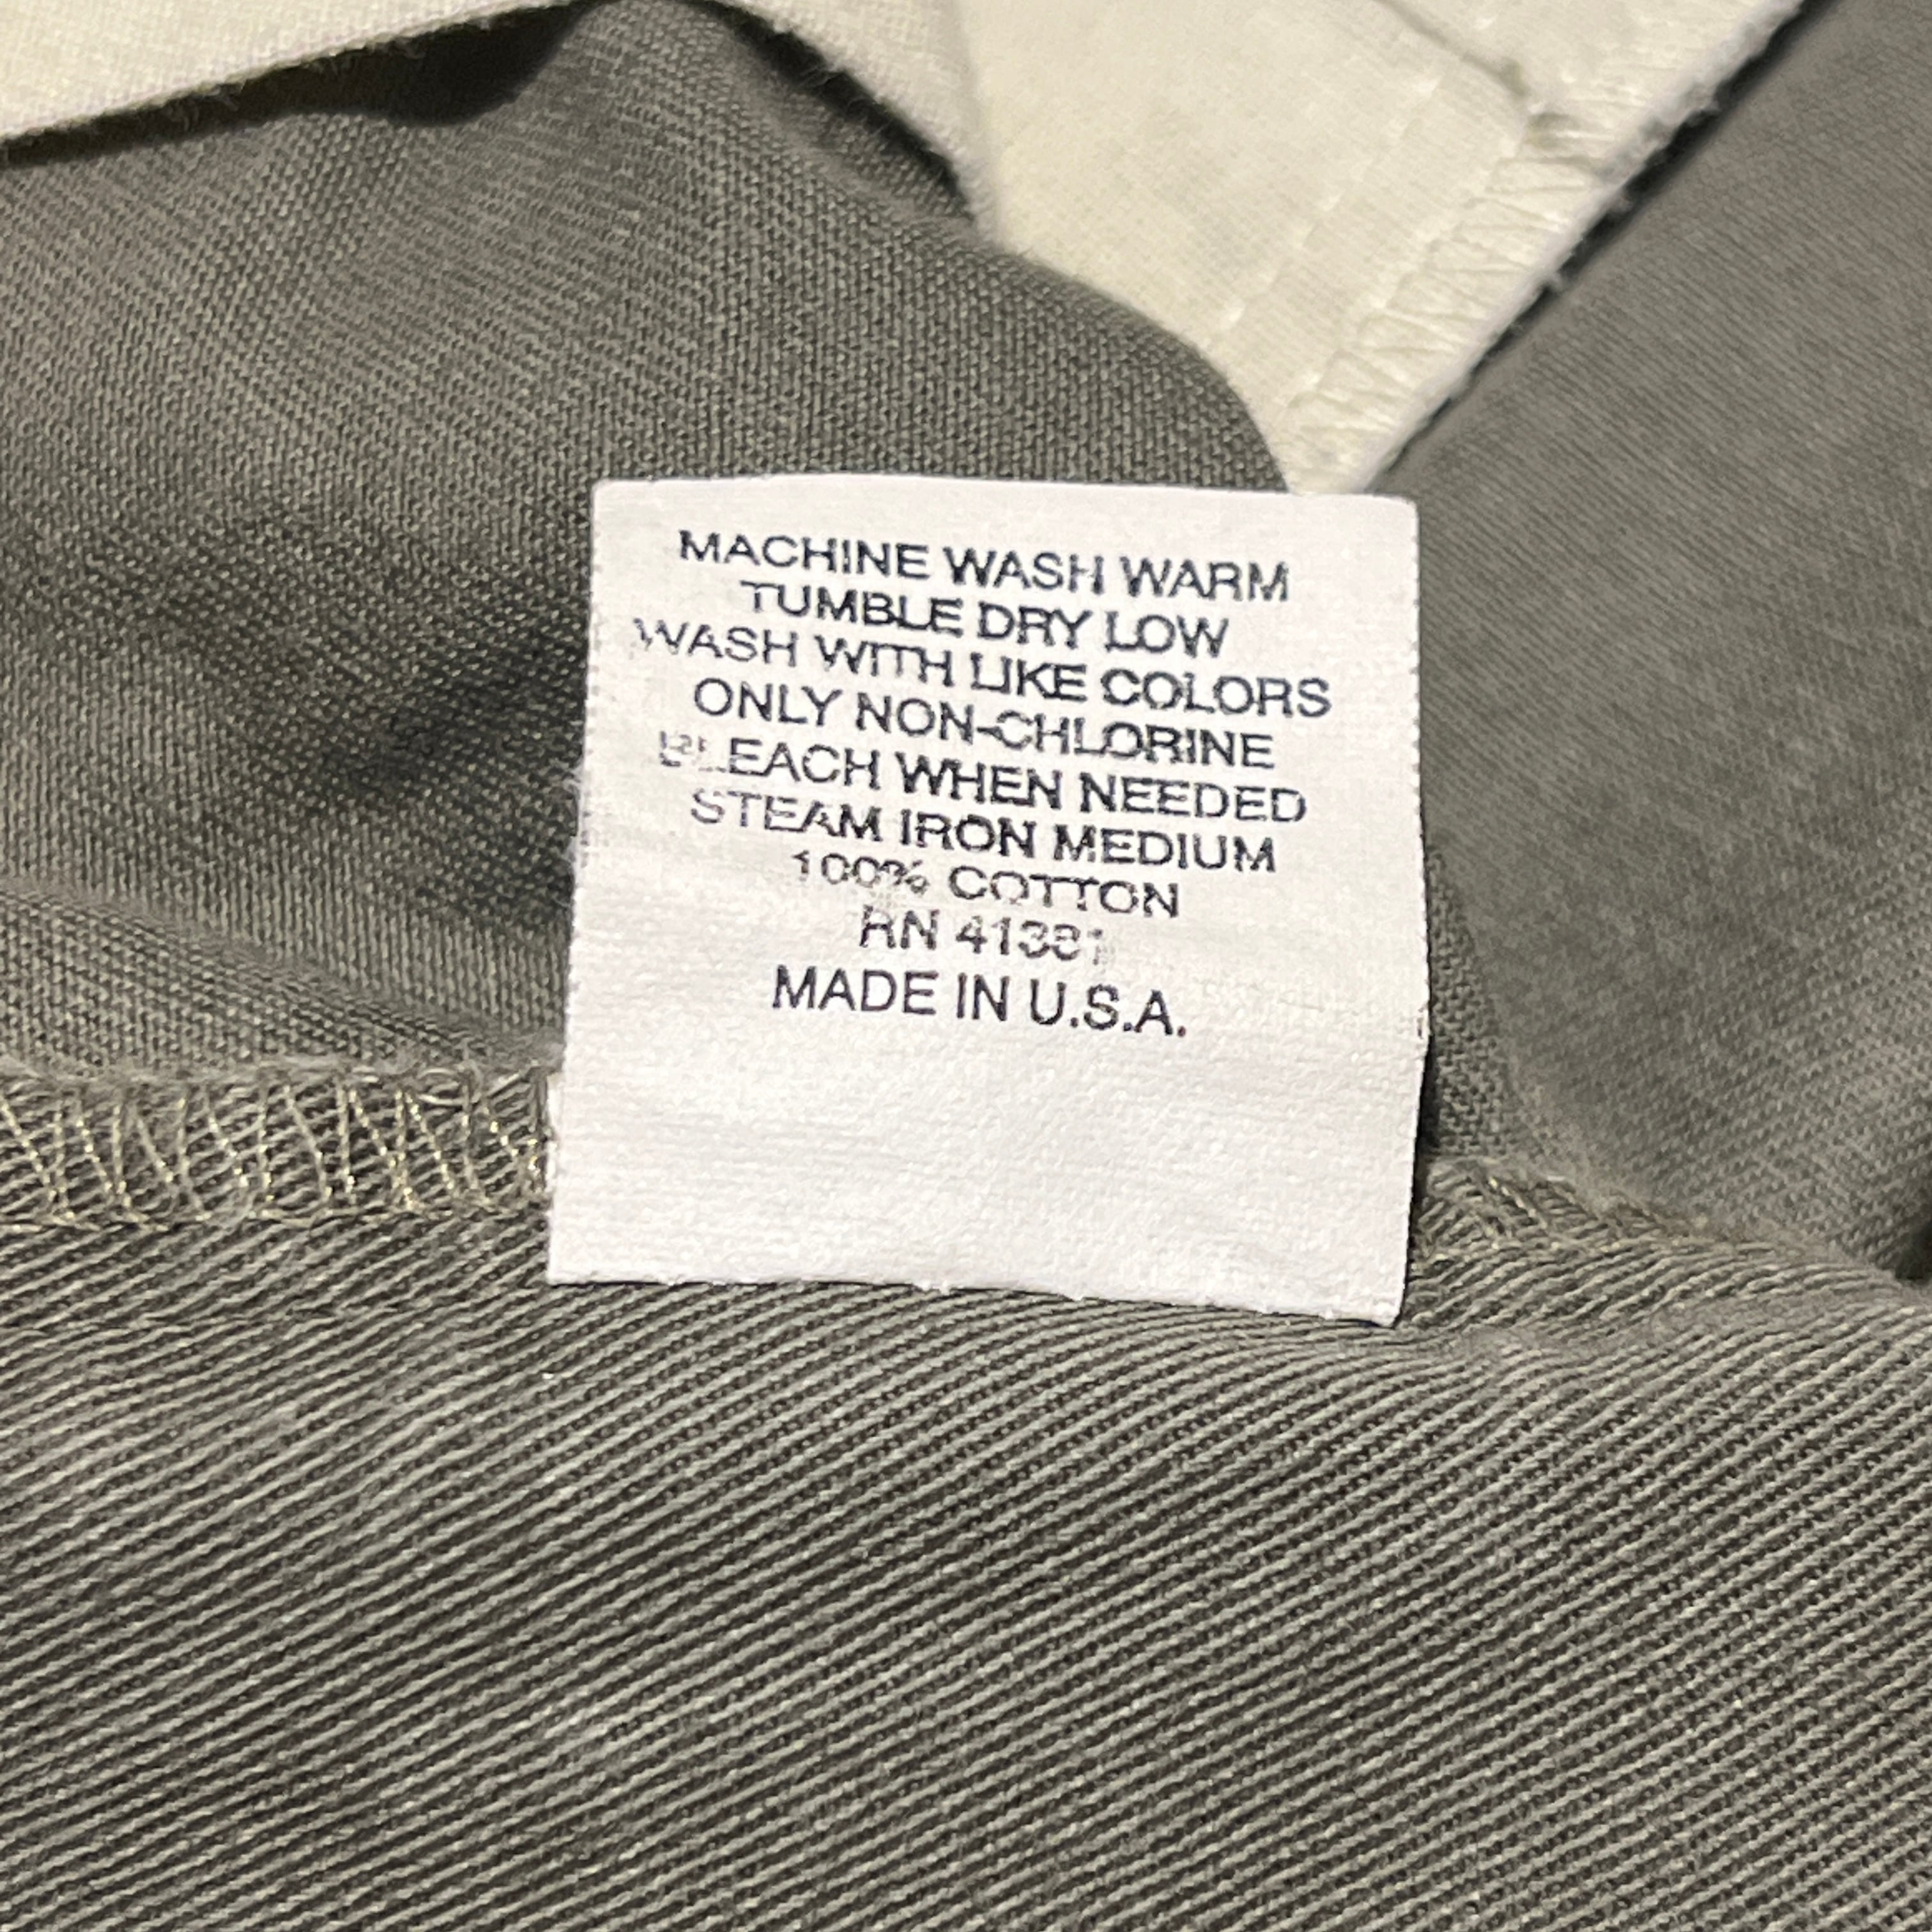 MACHINE WASH WARM
TUMBLE DRY LOW
WASH WITH LIKE COLORS
ONLY NON-CHLORINE
BLEACH WHEN NEEDED
STEAM IRON MEDIUM
100% COTTON
RN 41381
MADE IN U.S.A.